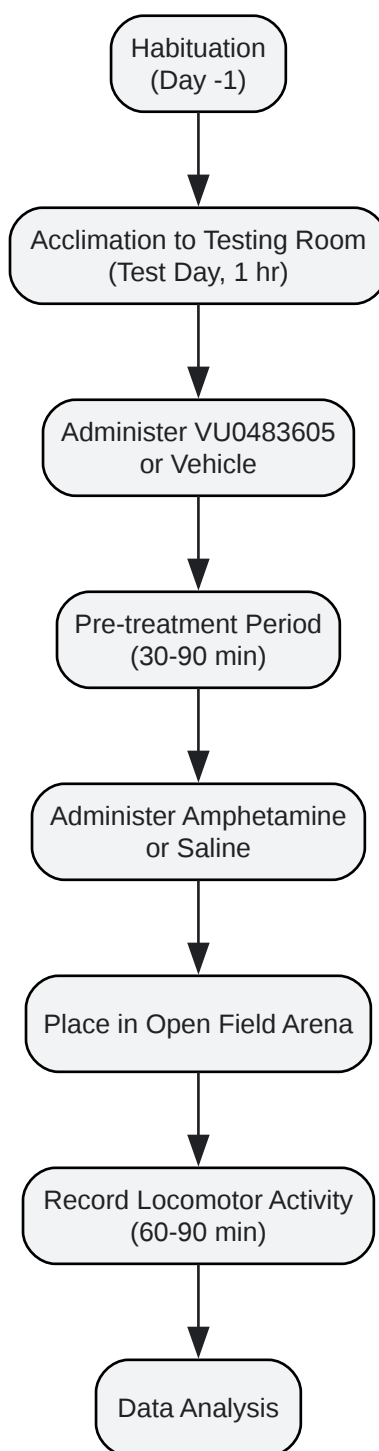 Habituation
(Day -1)
Acclimation to Testing Room
(Test Day, 1 hr)
Administer VU0483605
or Vehicle
Pre-treatment Period
(30-90 min)
Administer Amphetamine
or Saline
Place in Open Field Arena
Record Locomotor Activity
(60-90 min)
Data Analysis